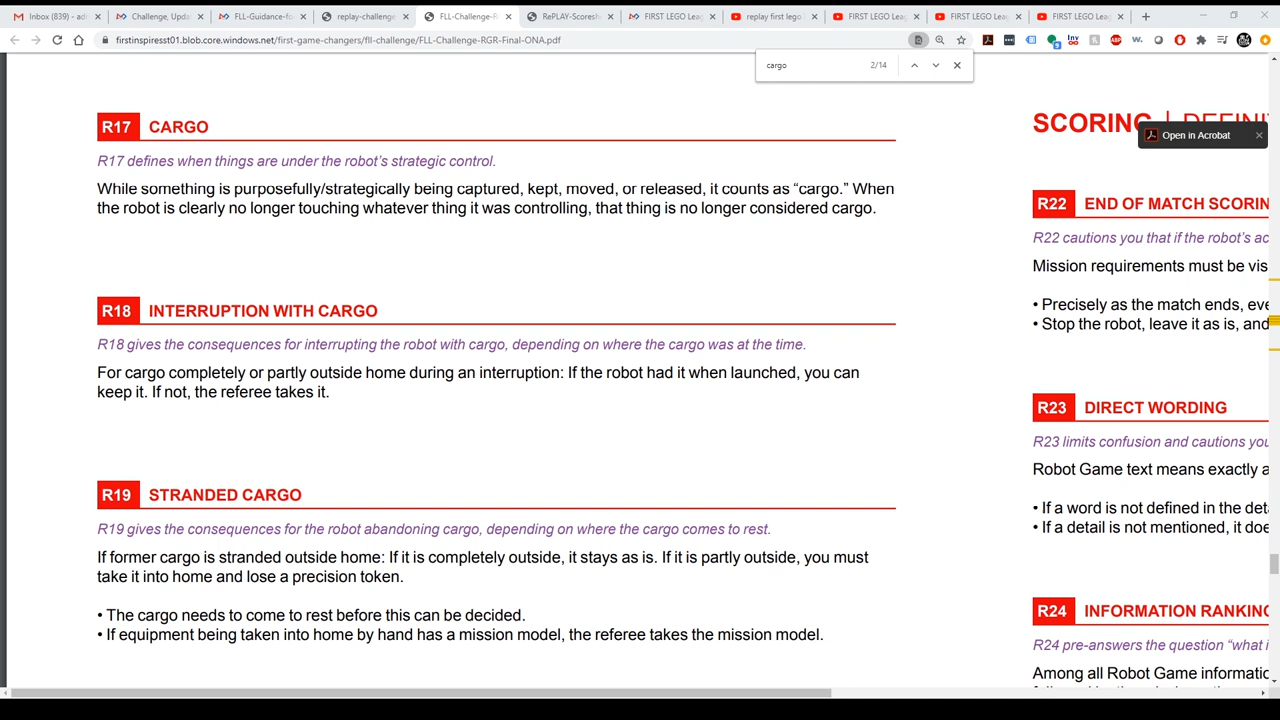 Inbox (839) - adi
Challenge, Upda
FLL-Guidance-fo
replay-challenge
FLL-Challenge-R
RePLAY-Scoresh
FIRST LEGO Lea
replay first lego l
FIRST LEGO Lea
FIRST LEGO Lea
FIRST LEGO Lea
firstinspiresst01.blob.core.windows.net/first-game-changers/fll-challenge/FLL-Challenge-RGR-Final-ONA.pdf
cargo 2/14
Open in Acrobat
R17 CARGO
R17 defines when things are under the robot's strategic control.
While something is purposefully/strategically being captured, kept, moved, or released, it counts as “cargo.” When
the robot is clearly no longer touching whatever thing it was controlling, that thing is no longer considered cargo.
R18 INTERRUPTION WITH CARGO
R18 gives the consequences for interrupting the robot with cargo, depending on where the cargo was at the time.
For cargo completely or partly outside home during an interruption: If the robot had it when launched, you can
keep it. If not, the referee takes it.
R19 STRANDED CARGO
R19 gives the consequences for the robot abandoning cargo, depending on where the cargo comes to rest.
If former cargo is stranded outside home: If it is completely outside, it stays as is. If it is partly outside, you must
take it into home and lose a precision token.
• The cargo needs to come to rest before this can be decided.
• If equipment being taken into home by hand has a mission model, the referee takes the mission model.
SCORING | DEFINIT
R22 END OF MATCH SCORIN
R22 cautions you that if the robot's ac
Mission requirements must be vis
• Precisely as the match ends, eve
• Stop the robot, leave it as is, and
R23 DIRECT WORDING
R23 limits confusion and cautions you
Robot Game text means exactly a
• If a word is not defined in the deta
• If a detail is not mentioned, it doe
R24 INFORMATION RANKING
R24 pre-answers the question “what i
Among all Robot Game information